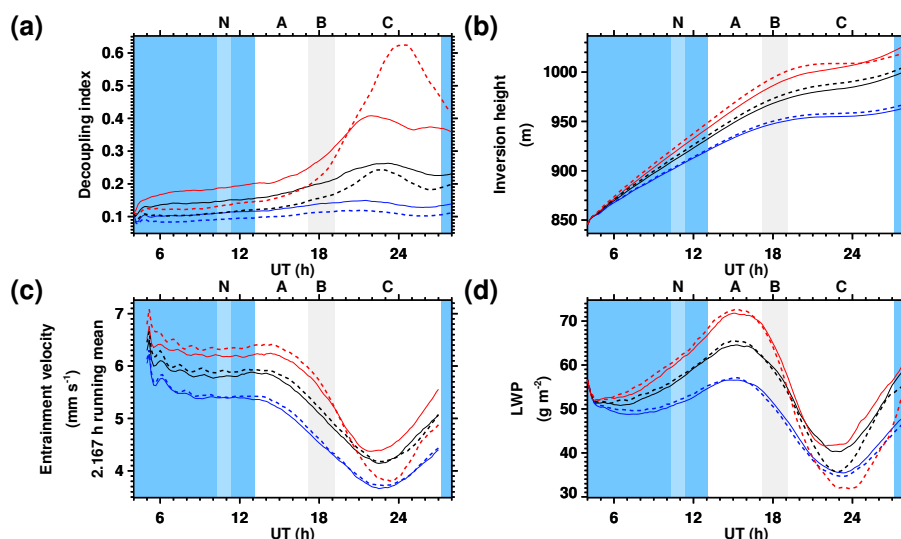 (a)
N A B C
Decoupling index
0.6
0.5
0.4
0.3
0.2
0.1
6 12 18 24
UT (h)
(b)
N A B C
Inversion height
(m)
1000
950
900
850
6 12 18 24
UT (h)
(c)
N A B C
Entrainment velocity
(mm s⁻¹)
2.167 h running mean
7
6
5
4
6 12 18 24
UT (h)
(d)
N A B C
LWP
(g m⁻²)
70
60
50
40
30
6 12 18 24
UT (h)